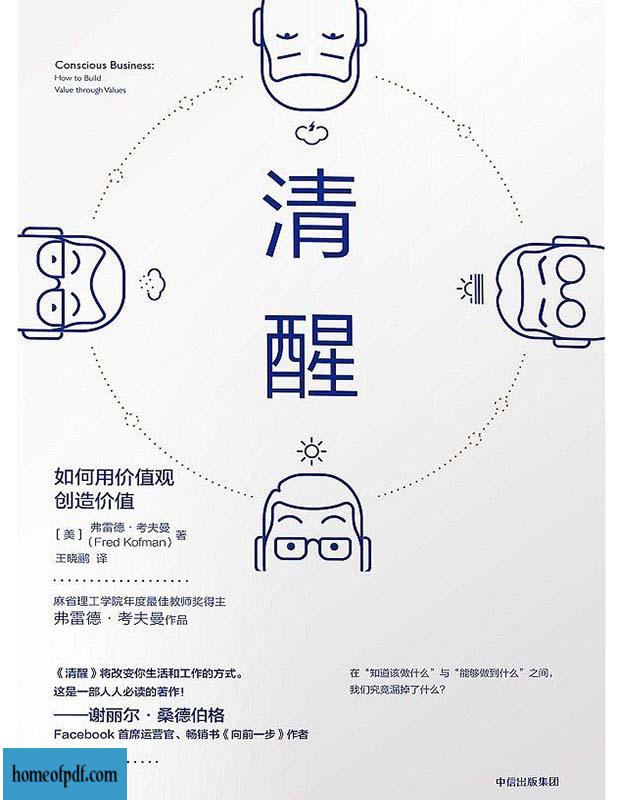 Conscious Business:
How to Build
Value through Values
清
醒
如何用价值观
创造价值
[美] 弗雷德·考夫曼
(Fred Kofman) 著
王晓鹂 译
麻省理工学院年度最佳教师奖得主
弗雷德·考夫曼作品
《清醒》将改变你生活和工作的方式。
这是一部人人必读的著作！
——谢丽尔·桑德伯格
Facebook 首席运营官、畅销书《向前一步》作者
在“知道该做什么”与“能够做到什么”之间，
我们究竟漏掉了什么？
中信出版集团
homeofpdf.com